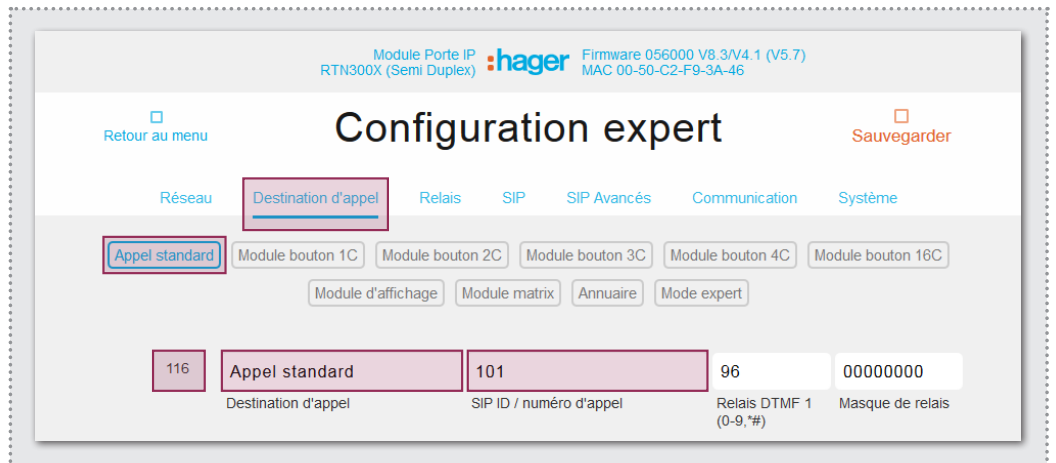 Module Porte IP
RTN300X (Semi Duplex)
:hager
Firmware 056000 V8.3/V4.1 (V5.7)
MAC 00-50-C2-F9-3A-46
Retour au menu
Configuration expert
Sauvegarder
Réseau Destination d'appel Relais SIP SIP Avancés Communication Système
Appel standard Module bouton 1C Module bouton 2C Module bouton 3C Module bouton 4C Module bouton 16C
Module d'affichage Module matrix Annuaire Mode expert
116 Appel standard 101 96 00000000
Destination d'appel SIP ID / numéro d'appel Relais DTMF 1 Masque de relais
(0-9,*#)